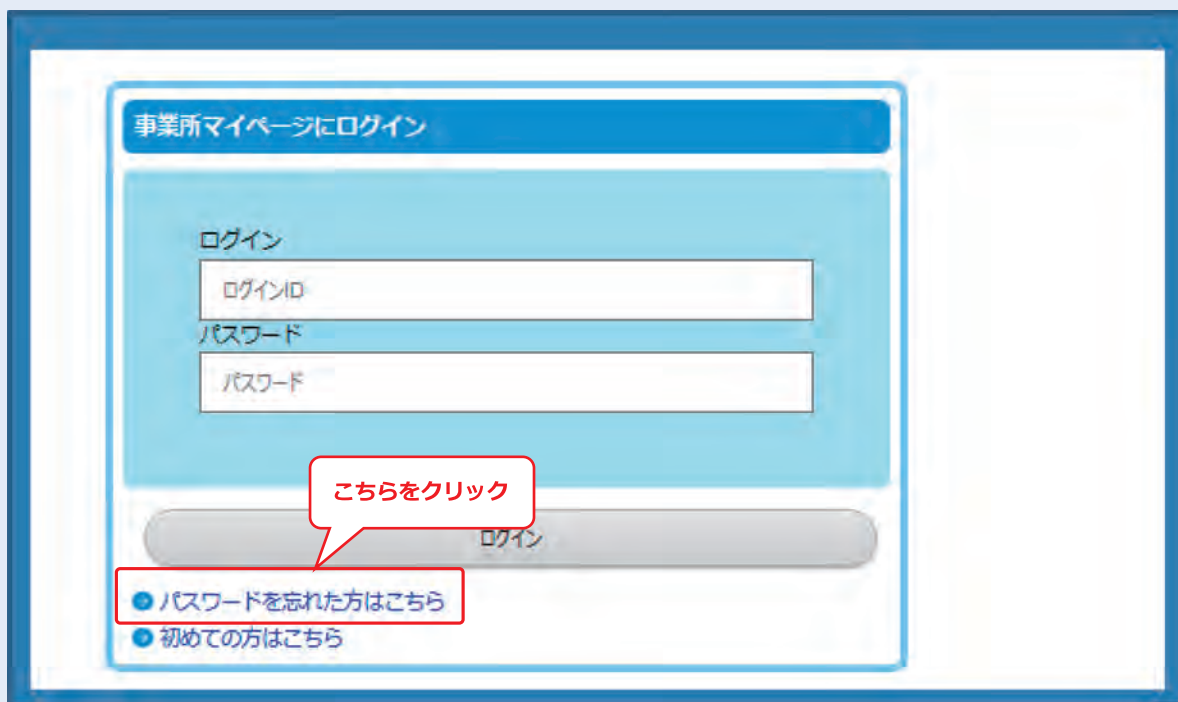 事業所マイページにログイン
ログイン
ログインID
パスワード
パスワード
こちらをクリック
ログイン
パスワードを忘れた方はこちら
初めての方はこちら